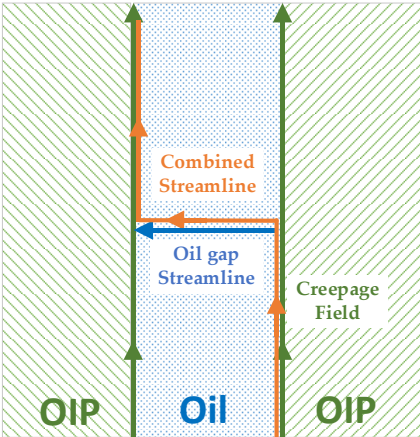 Combined
Streamline
Oil gap
Streamline
Creepage
Field
OIP
Oil
OIP